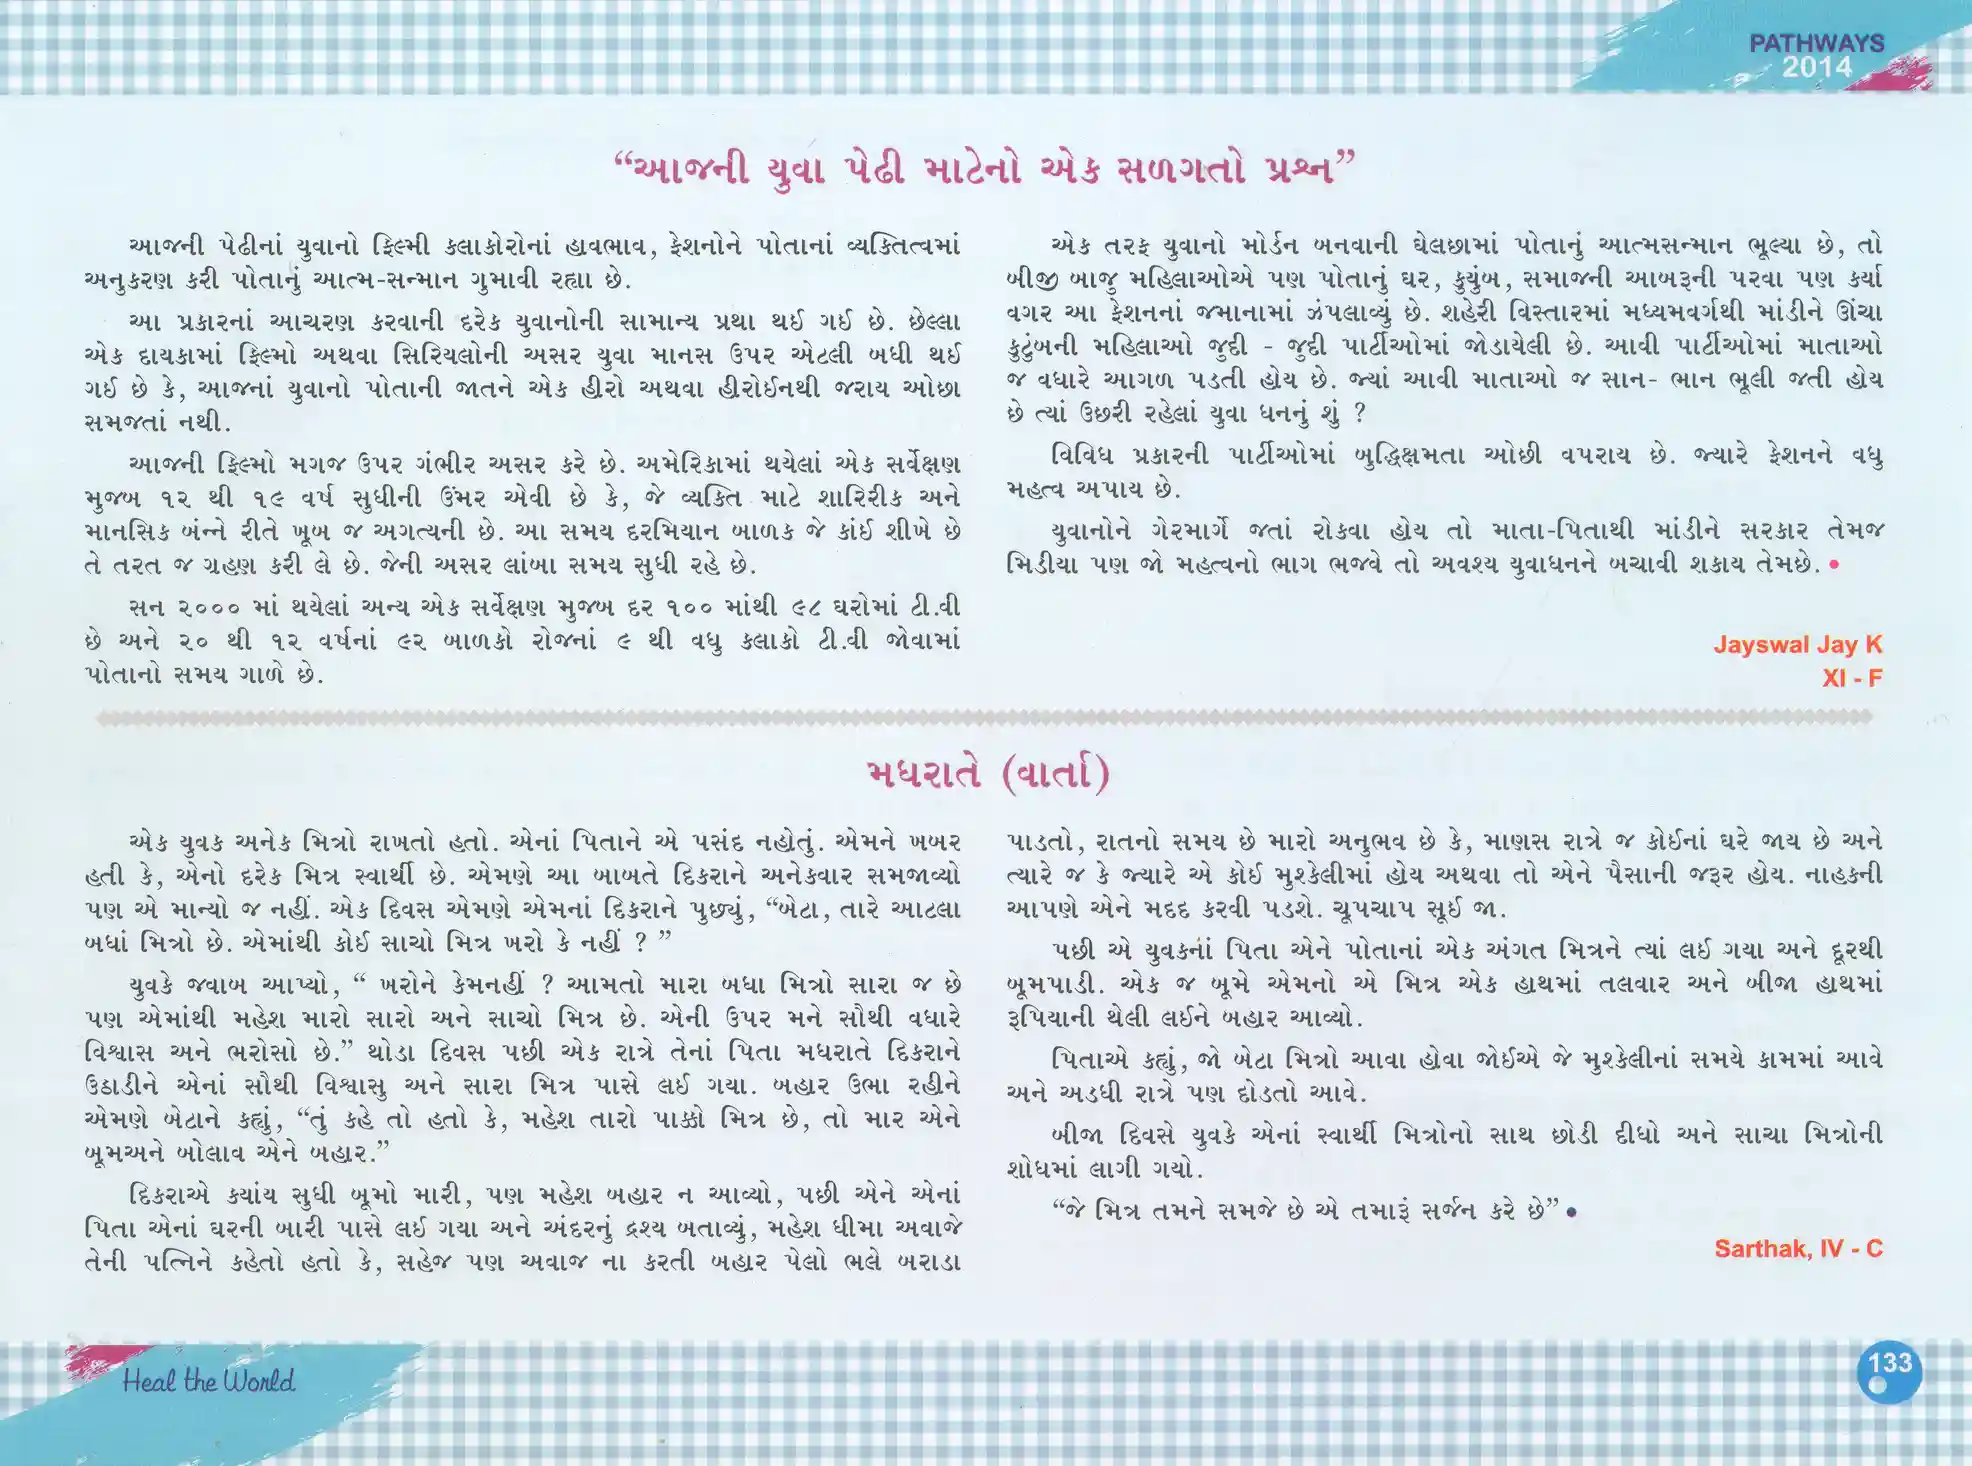 PATHWAYS
2014
“આજની યુવા પેઢી માટેનો એક સળગતો પ્રશ્ન”
આજની પેઢીનાં યુવાનો ફિલ્મી કલાકોરોનાં હાવભાવ, ફેશનોને પોતાનાં વ્યક્તિત્વમાં
અનુકરણ કરી પોતાનું આત્મ-સન્માન ગુમાવી રહ્યા છે.
આ પ્રકારનાં આચરણ કરવાની દરેક યુવાનોની સામાન્ય પ્રથા થઈ ગઈ છે. છેલ્લા
એક દાયકામાં ફિલ્મો અથવા સિરિયલોની અસર યુવા માનસ ઉપર એટલી બધી થઈ
ગઈ છે કે, આજનાં યુવાનો પોતાની જાતને એક હીરો અથવા હીરોઈનથી જરાય ઓછા
સમજતાં નથી.
આજની ફિલ્મો મગજ ઉપર ગંભીર અસર કરે છે. અમેરિકામાં થયેલાં એક સર્વેક્ષણ
મુજબ ૧૨ થી ૧૯ વર્ષ સુધીની ઉંમર એવી છે કે, જે વ્યક્તિ માટે શારિરીક અને
માનસિક બંન્ને રીતે ખૂબ જ અગત્યની છે. આ સમય દરમિયાન બાળક જે કાંઈ શીખે છે
તે તરત જ ગ્રહણ કરી લે છે. જેની અસર લાંબા સમય સુધી રહે છે.
સન ૨૦૦૦ માં થયેલાં અન્ય એક સર્વેક્ષણ મુજબ દર ૧૦૦ માંથી ૯૮ ઘરોમાં ટી.વી
છે અને ૨૦ થી ૧૨ વર્ષનાં ૯૨ બાળકો રોજનાં ૯ થી વધુ કલાકો ટી.વી જોવામાં
પોતાનો સમય ગાળે છે.
એક તરફ યુવાનો મોર્ડન બનવાની ઘેલછામાં પોતાનું આત્મસન્માન ભૂલ્યા છે, તો
બીજી બાજુ મહિલાઓએ પણ પોતાનું ઘર, કુયુંબ, સમાજની આબરૂની પરવા પણ કર્યા
વગર આ ફેશનનાં જમાનામાં ઝંપલાવ્યું છે. શહેરી વિસ્તારમાં મધ્યમવર્ગથી માંડીને ઊંચા
કુટુંબની મહિલાઓ જુદી - જુદી પાર્ટીઓમાં જોડાયેલી છે. આવી પાર્ટીઓમાં માતાઓ
જ વધારે આગળ પડતી હોય છે. જ્યાં આવી માતાઓ જ સાન- ભાન ભૂલી જતી હોય
છે ત્યાં ઉછરી રહેલાં યુવા ધનનું શું ?
વિવિધ પ્રકારની પાર્ટીઓમાં બુદ્ધિક્ષમતા ઓછી વપરાય છે. જ્યારે ફેશનને વધુ
મહત્વ અપાય છે.
યુવાનોને ગેરમાર્ગે જતાં રોકવા હોય તો માતા-પિતાથી માંડીને સરકાર તેમજ
મિડીયા પણ જો મહત્વનો ભાગ ભજવે તો અવશ્ય યુવાધનને બચાવી શકાય તેમછે. •
Jayswal Jay K
XI - F
મધરાતે (વાર્તા)
એક યુવક અનેક મિત્રો રાખતો હતો. એનાં પિતાને એ પસંદ નહોતું. એમને ખબર
હતી કે, એનો દરેક મિત્ર સ્વાર્થી છે. એમણે આ બાબતે દિકરાને અનેકવાર સમજાવ્યો
પણ એ માન્યો જ નહીં. એક દિવસ એમણે એમનાં દિકરાને પુછ્યું, “બેટા, તારે આટલા
બધાં મિત્રો છે. એમાંથી કોઈ સાચો મિત્ર ખરો કે નહીં ? ”
યુવકે જવાબ આપ્યો, “ ખરોને કેમનહીં ? આમતો મારા બધા મિત્રો સારા જ છે
પણ એમાંથી મહેશ મારો સારો અને સાચો મિત્ર છે. એની ઉપર મને સૌથી વધારે
વિશ્વાસ અને ભરોસો છે.” થોડા દિવસ પછી એક રાત્રે તેનાં પિતા મધરાતે દિકરાને
ઉઠાડીને એનાં સૌથી વિશ્વાસુ અને સારા મિત્ર પાસે લઈ ગયા. બહાર ઉભા રહીને
એમણે બેટાને કહ્યું, “તું કહે તો હતો કે, મહેશ તારો પાક્કો મિત્ર છે, તો માર એને
બૂમઅને બોલાવ એને બહાર.”
દિકરાએ ક્યાંય સુધી બૂમો મારી, પણ મહેશ બહાર ન આવ્યો, પછી એને એનાં
પિતા એનાં ઘરની બારી પાસે લઈ ગયા અને અંદરનું દ્રશ્ય બતાવ્યું, મહેશ ધીમા અવાજે
તેની પત્નિને કહેતો હતો કે, સહેજ પણ અવાજ ના કરતી બહાર પેલો ભલે બરાડા
પાડતો, રાતનો સમય છે મારો અનુભવ છે કે, માણસ રાત્રે જ કોઈનાં ઘરે જાય છે અને
ત્યારે જ કે જ્યારે એ કોઈ મુશ્કેલીમાં હોય અથવા તો એને પૈસાની જરૂર હોય. નાહકની
આપણે એને મદદ કરવી પડશે. ચૂપચાપ સૂઈ જા.
પછી એ યુવકનાં પિતા એને પોતાનાં એક અંગત મિત્રને ત્યાં લઈ ગયા અને દૂરથી
બૂમપાડી. એક જ બૂમે એમનો એ મિત્ર એક હાથમાં તલવાર અને બીજા હાથમાં
રૂપિયાની થેલી લઈને બહાર આવ્યો.
પિતાએ કહ્યું, જો બેટા મિત્રો આવા હોવા જોઈએ જે મુશ્કેલીનાં સમયે કામમાં આવે
અને અડધી રાત્રે પણ દોડતો આવે.
બીજા દિવસે યુવકે એનાં સ્વાર્થી મિત્રોનો સાથ છોડી દીધો અને સાચા મિત્રોની
શોધમાં લાગી ગયો.
“જે મિત્ર તમને સમજે છે એ તમારૂં સર્જન કરે છે” •
Sarthak, IV - C
Heal the World
133